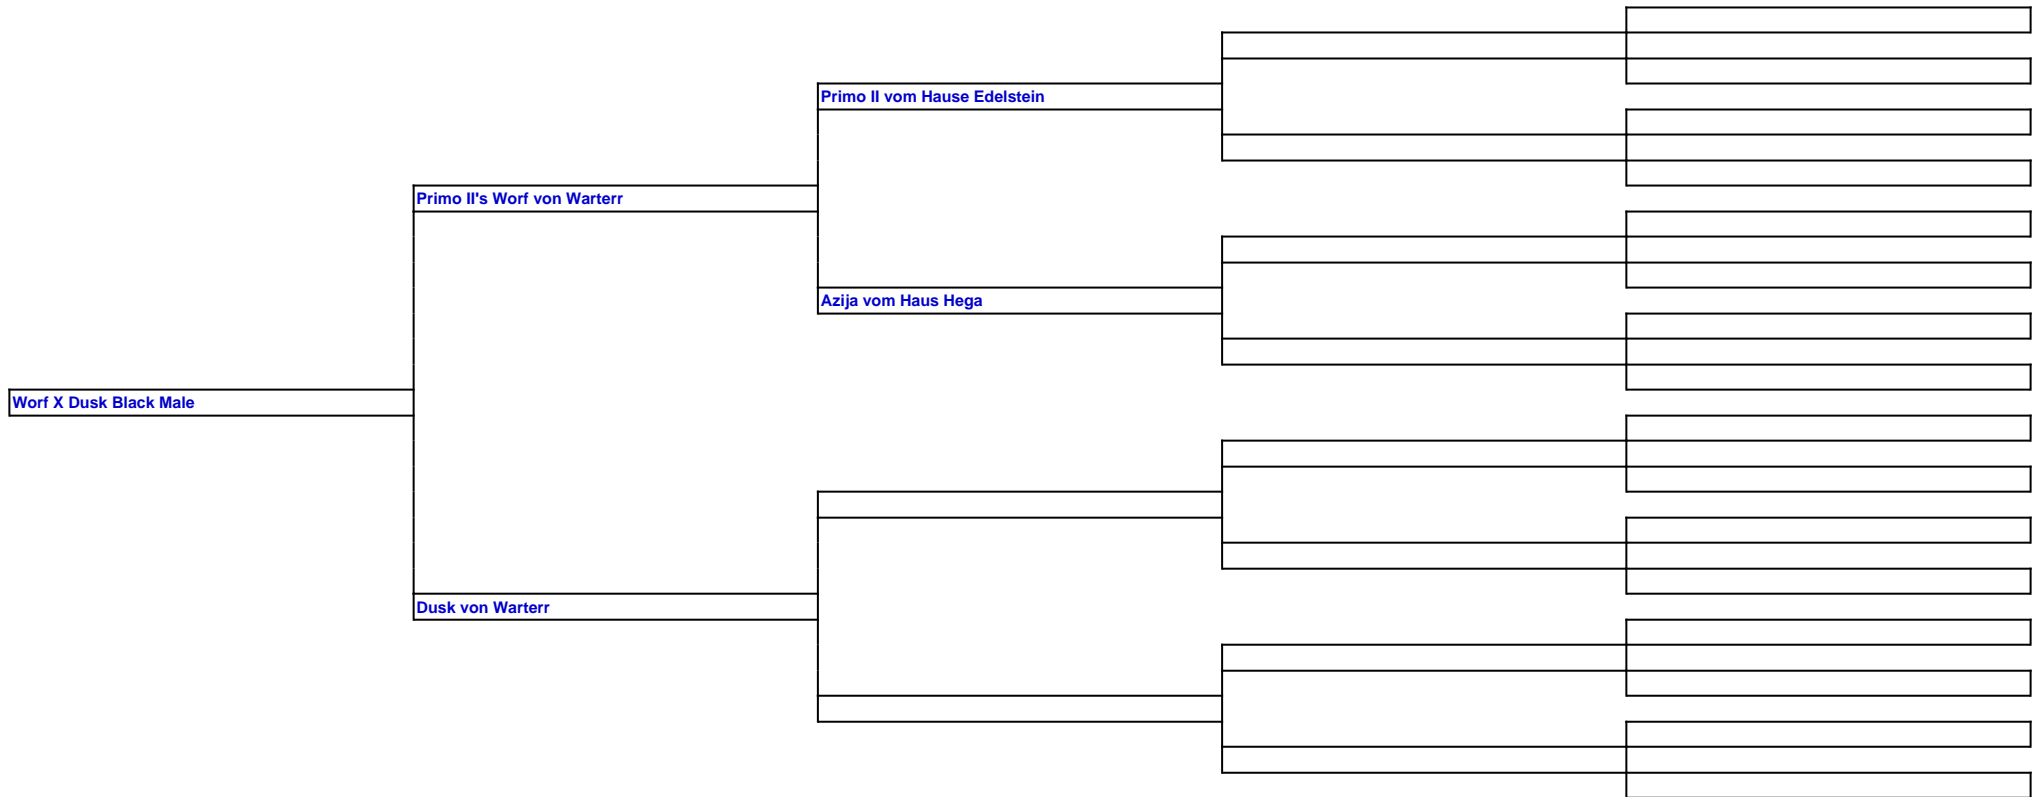 Primo II vom Hause Edelstein
Primo II's Worf von Warterr
Azija vom Haus Hega
Worf X Dusk Black Male
Dusk von Warterr